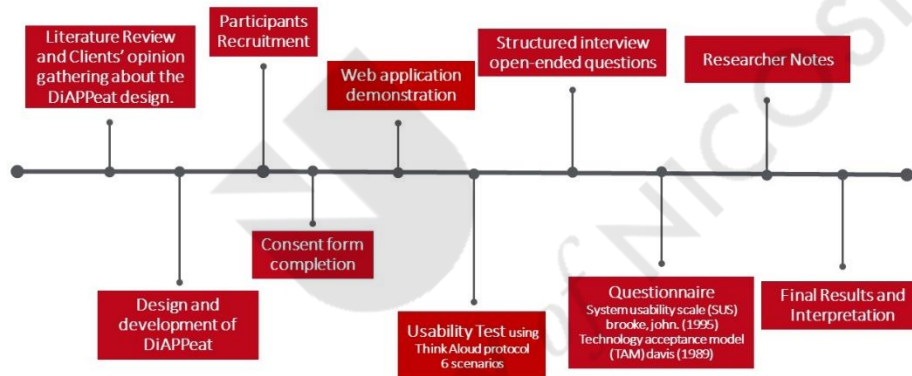 Literature Review
and Clients' opinion
gathering about the
DiAPPeat design.
Participants
Recruitment
Web application
demonstration
Structured interview
open-ended questions
Researcher Notes
Design and
development of
DiAPPeat
Consent form
completion
Usability Test using
Think Aloud protocol
6 scenarios
Questionnaire
System usability scale (SUS)
brooke, john. (1995)
Technology acceptance model
(TAM) davis (1989)
Final Results and
Interpretation
of NICOSI